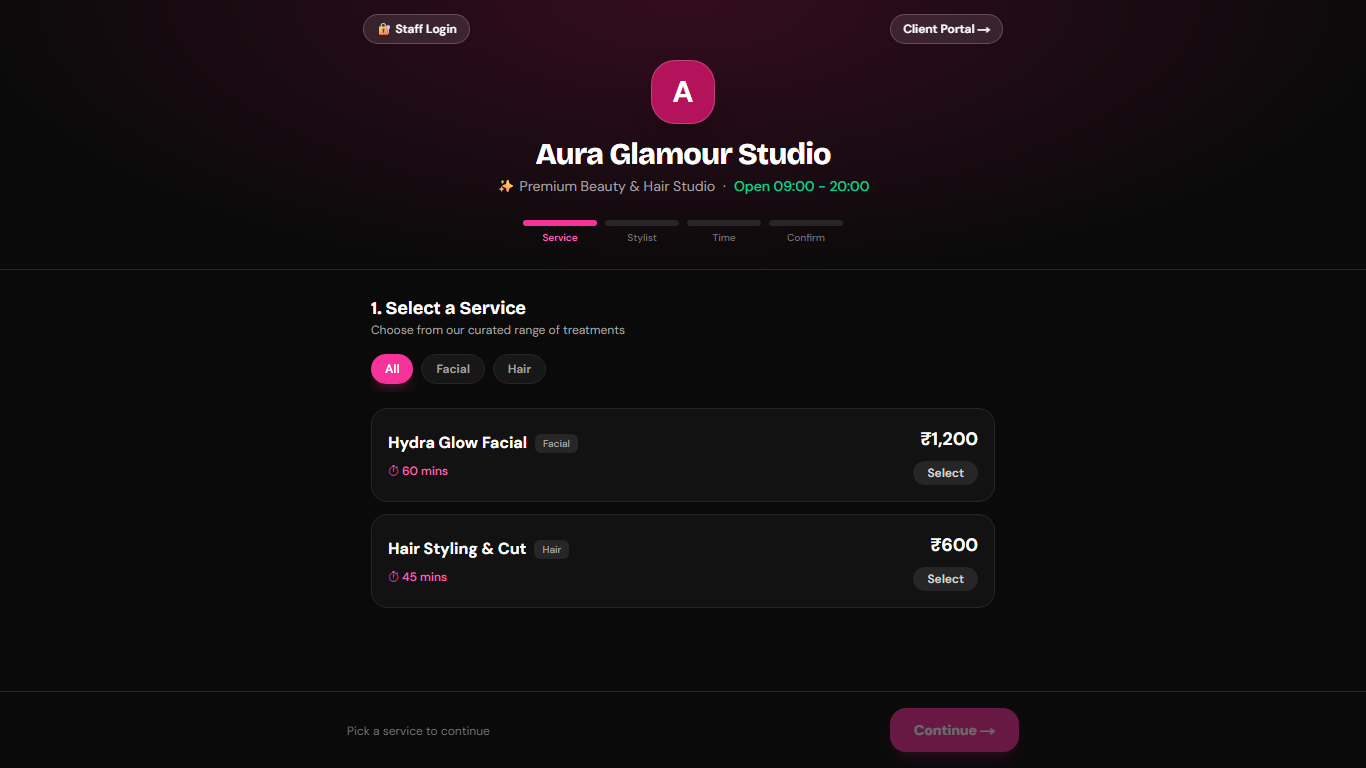 🔐 Staff Login
Client Portal →
A
Aura Glamour Studio
✨ Premium Beauty & Hair Studio · Open 09:00 - 20:00
Service Stylist Time Confirm
1. Select a Service
Choose from our curated range of treatments
All Facial Hair
Hydra Glow Facial Facial
₹1,200
⏱ 60 mins
Select
Hair Styling & Cut Hair
₹600
⏱ 45 mins
Select
Pick a service to continue
Continue →